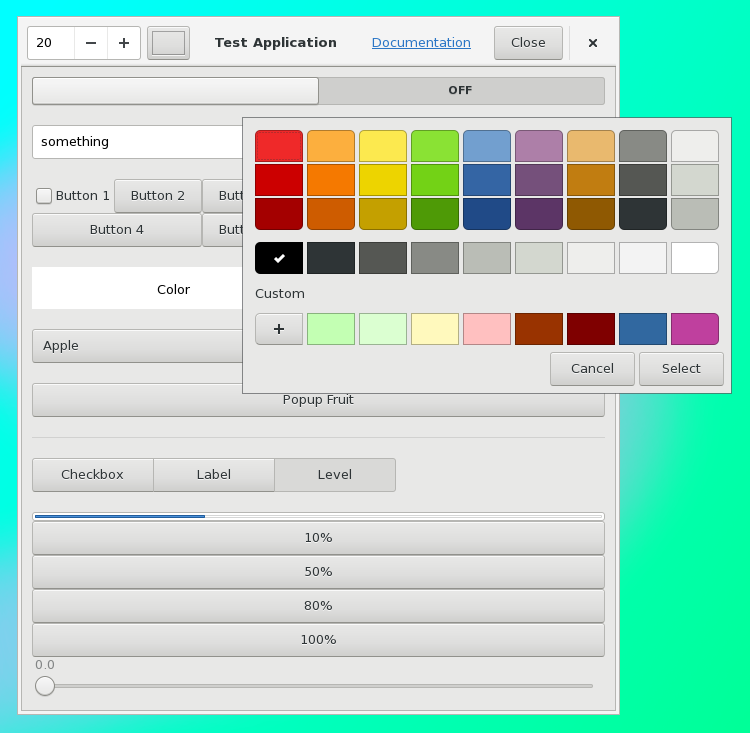 20 − + Test Application Documentation Close ×
OFF
something
Button 1 Button 2 Butt
Button 4 Butt
Color
Custom
+
Apple
Cancel Select
Popup Fruit
Checkbox Label Level
10%
50%
80%
100%
0.0